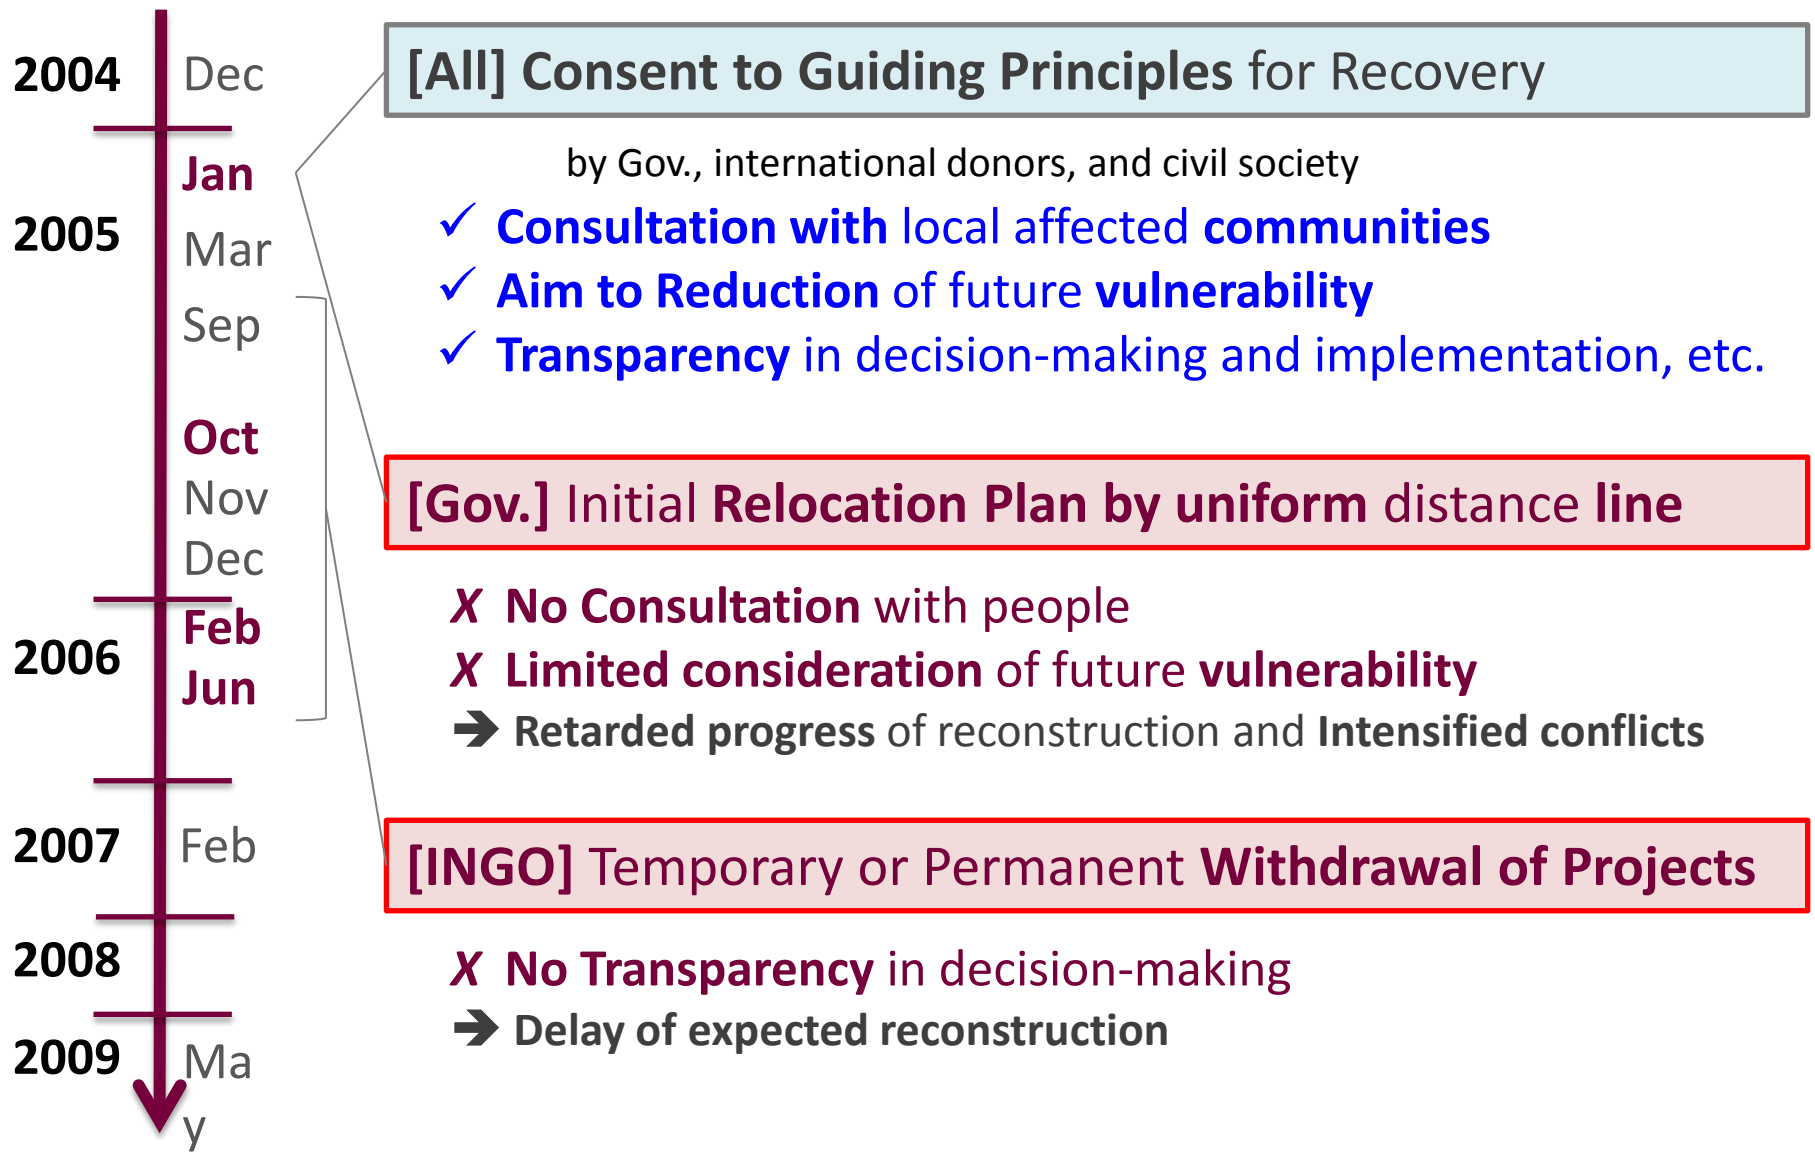 2004
Dec
2005
Jan
Mar
Sep
Oct
Nov
Dec
2006
Feb
Jun
2007
Feb
2008
2009
Ma
y
[All] Consent to Guiding Principles for Recovery
by Gov., international donors, and civil society
✓ Consultation with local affected communities
✓ Aim to Reduction of future vulnerability
✓ Transparency in decision-making and implementation, etc.
[Gov.] Initial Relocation Plan by uniform distance line
X No Consultation with people
X Limited consideration of future vulnerability
➔ Retarded progress of reconstruction and Intensified conflicts
[INGO] Temporary or Permanent Withdrawal of Projects
X No Transparency in decision-making
➔ Delay of expected reconstruction